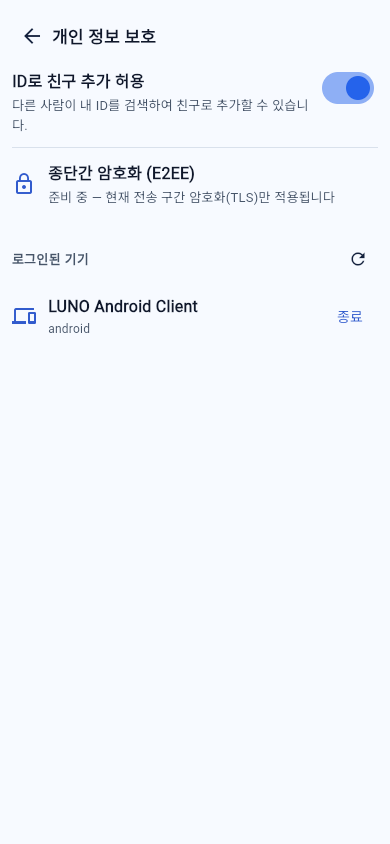 개인 정보 보호
ID로 친구 추가 허용
다른 사람이 내 ID를 검색하여 친구로 추가할 수 있습니
다.
종단간 암호화 (E2EE)
준비 중 — 현재 전송 구간 암호화(TLS)만 적용됩니다
로그인된 기기
LUNO Android Client
android
종료